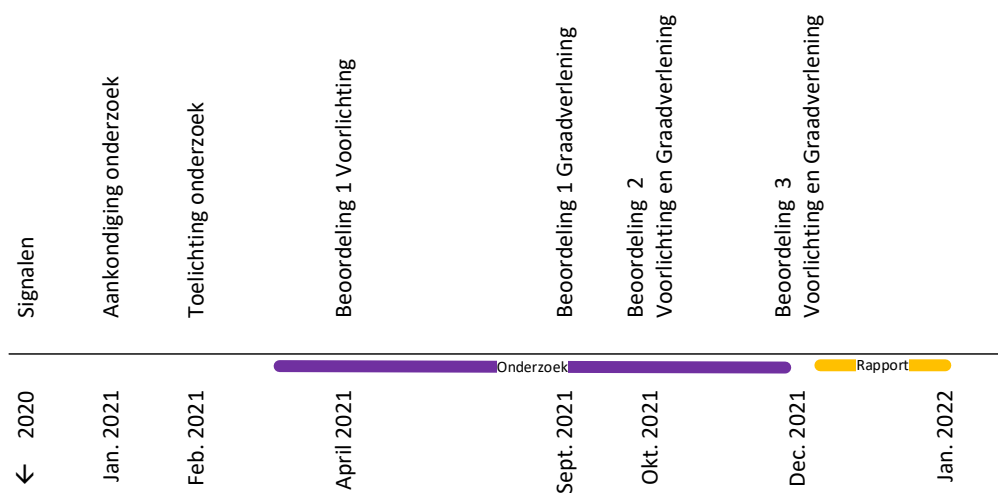 Signalen
Aankondiging onderzoek
Toelichting onderzoek
Beoordeling 1 Voorlichting
Beoordeling 1 Graadverlening
Beoordeling 2
Voorlichting en Graadverlening
Beoordeling 3
Voorlichting en Graadverlening
Onderzoek
Rapport
← 2020
Jan. 2021
Feb. 2021
April 2021
Sept. 2021
Okt. 2021
Dec. 2021
Jan. 2022